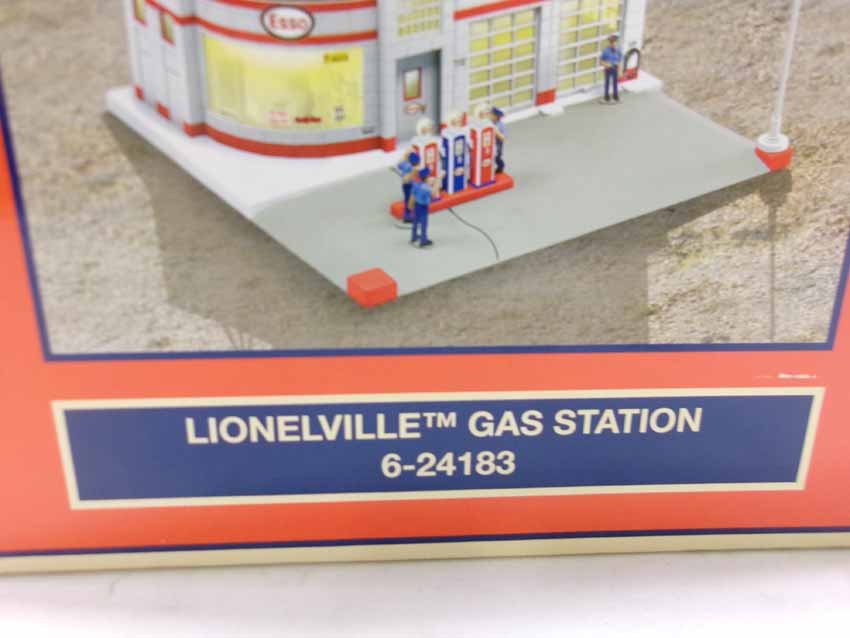 Esso
LIONELVILLE™ GAS STATION
6-24183